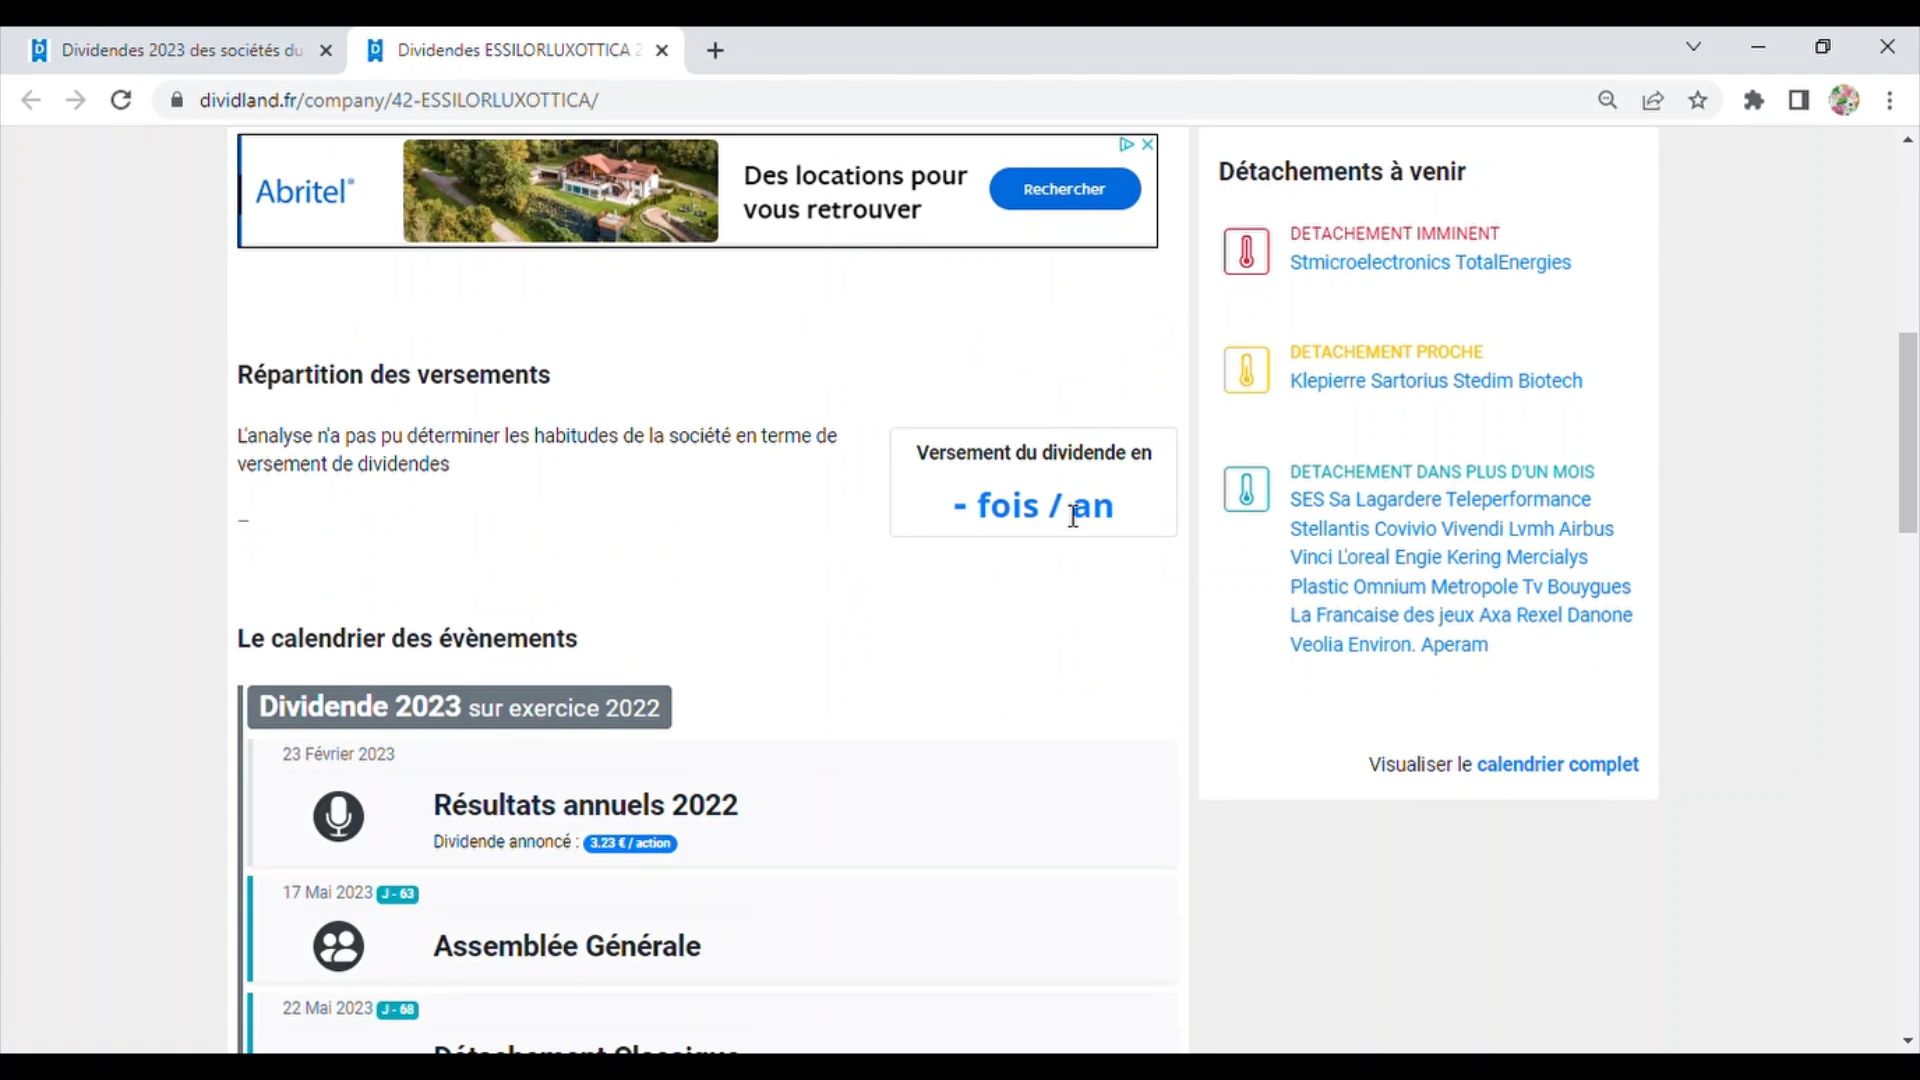 Dividendes 2023 des sociétés du
Dividendes ESSILORLUXOTTICA 2
dividland.fr/company/42-ESSILORLUXOTTICA/
Abritel®
Des locations pour
vous retrouver
Rechercher
Répartition des versements
L'analyse n'a pas pu déterminer les habitudes de la société en terme de
versement de dividendes
–
Versement du dividende en
- fois / an
Le calendrier des évènements
Dividende 2023 sur exercice 2022
23 Février 2023
Résultats annuels 2022
Dividende annoncé : 3.23 € / action
17 Mai 2023 J - 63
Assemblée Générale
22 Mai 2023 J - 68
Détachement Classique
Détachements à venir
DETACHEMENT IMMINENT
Stmicroelectronics TotalEnergies
DETACHEMENT PROCHE
Klepierre Sartorius Stedim Biotech
DETACHEMENT DANS PLUS D'UN MOIS
SES Sa Lagardere Teleperformance
Stellantis Covivio Vivendi Lvmh Airbus
Vinci L'oreal Engie Kering Mercialys
Plastic Omnium Metropole Tv Bouygues
La Francaise des jeux Axa Rexel Danone
Veolia Environ. Aperam
Visualiser le calendrier complet